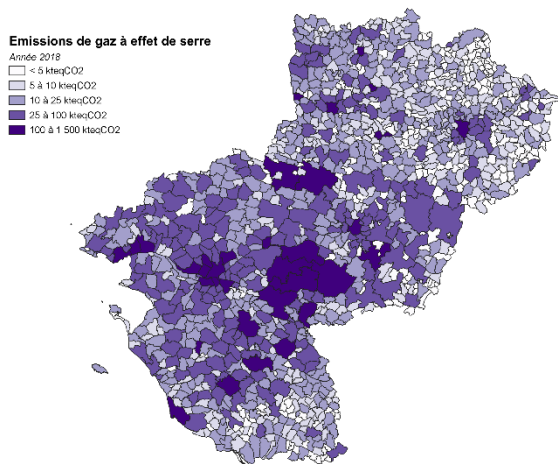 Emissions de gaz à effet de serre
Année 2018
< 5 kteqCO2
5 à 10 kteqCO2
10 à 25 kteqCO2
25 à 100 kteqCO2
100 à 1 500 kteqCO2